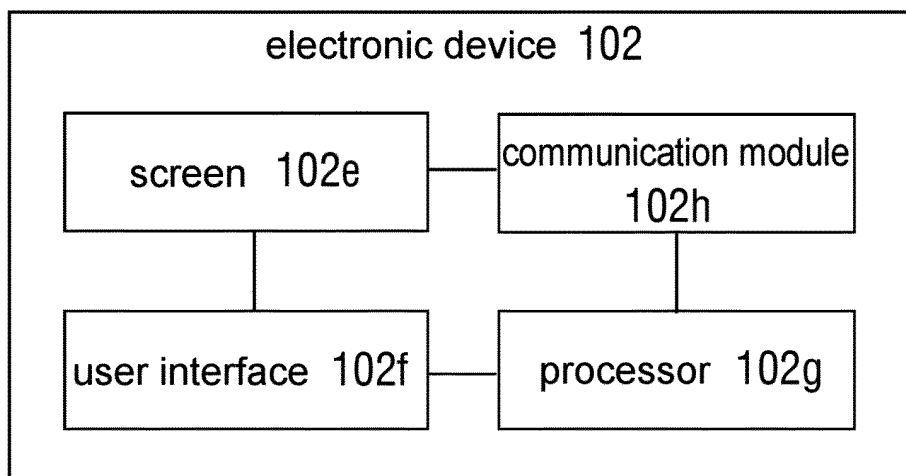 electronic device 102
screen 102e
communication module
102h
user interface 102f
processor 102g